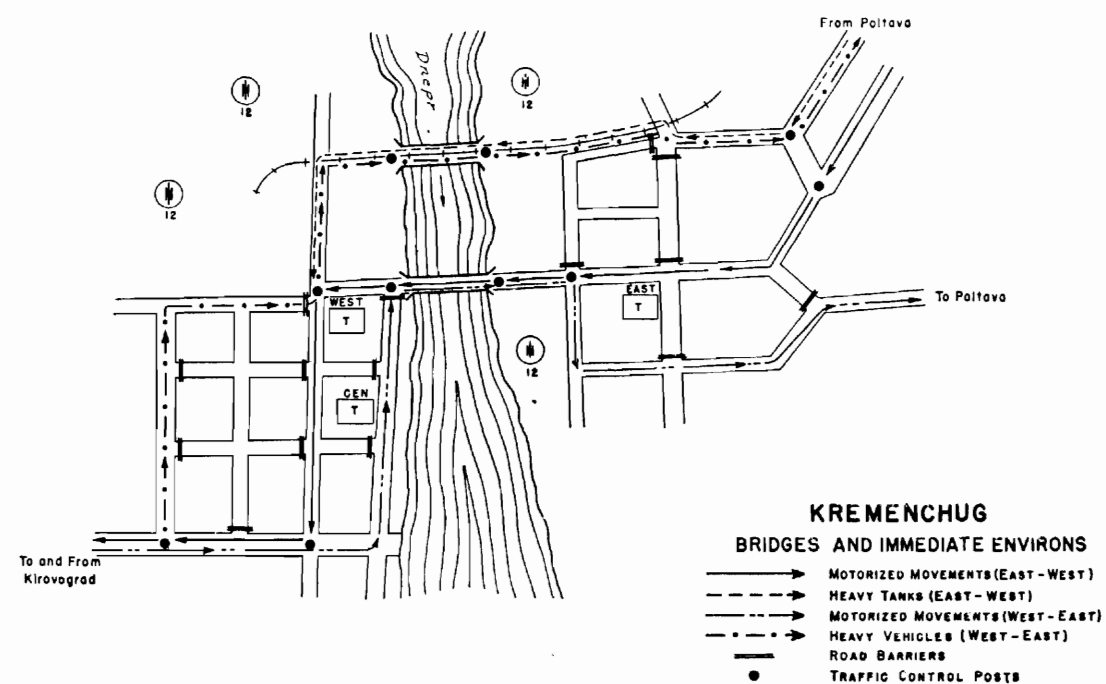 From Poltava
Dnepr.
12
12
12
WEST
T
EAST
T
To Poltava
12
CEN
T
To and From
Kirovograd
KREMENCHUG
BRIDGES AND IMMEDIATE ENVIRONS
MOTORIZED MOVEMENTS (EAST-WEST)
HEAVY TANKS (EAST-WEST)
MOTORIZED MOVEMENTS (WEST-EAST)
HEAVY VEHICLES (WEST-EAST)
ROAD BARRIERS
TRAFFIC CONTROL POSTS